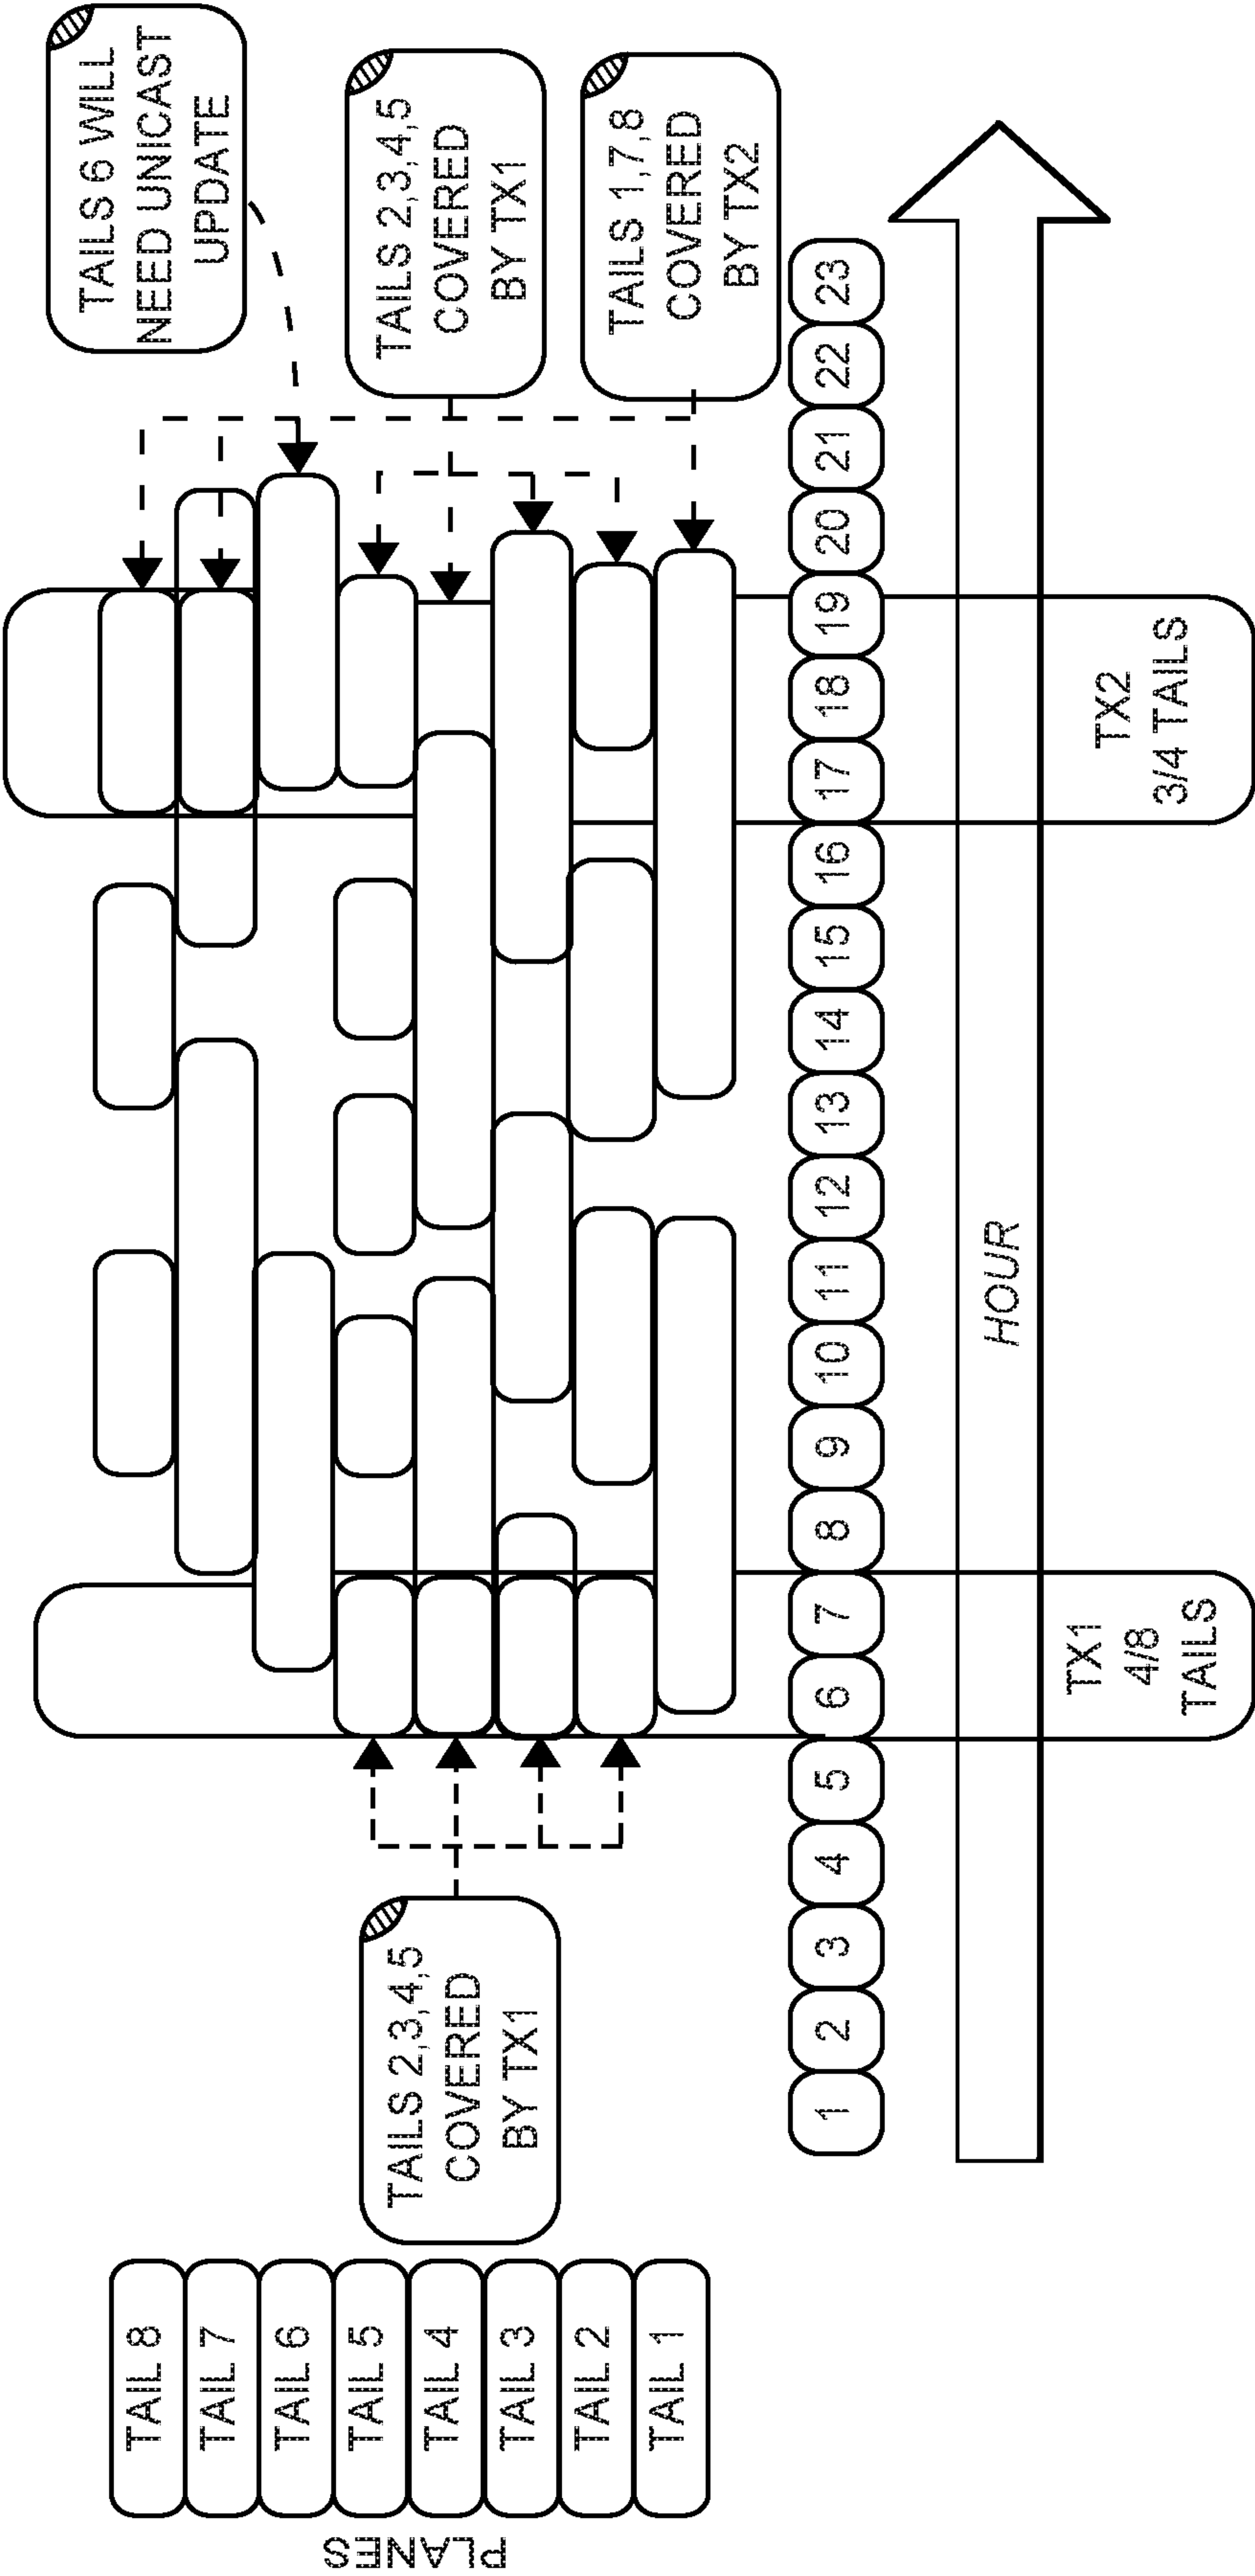 TAILS 6 WILL
NEED UNICAST
UPDATE
TAILS 2,3,4,5
COVERED
BY TX1
TAILS 1,7,8
COVERED
BY TX2
TAILS 2,3,4,5
COVERED
BY TX1
PLANES
TAIL 8
TAIL 7
TAIL 6
TAIL 5
TAIL 4
TAIL 3
TAIL 2
TAIL 1
1 2 3 4 5 6 7 8 9 10 11 12 13 14 15 16 17 18 19 20 21 22 23
HOUR
TX1
4/8
TAILS
TX2
3/4 TAILS